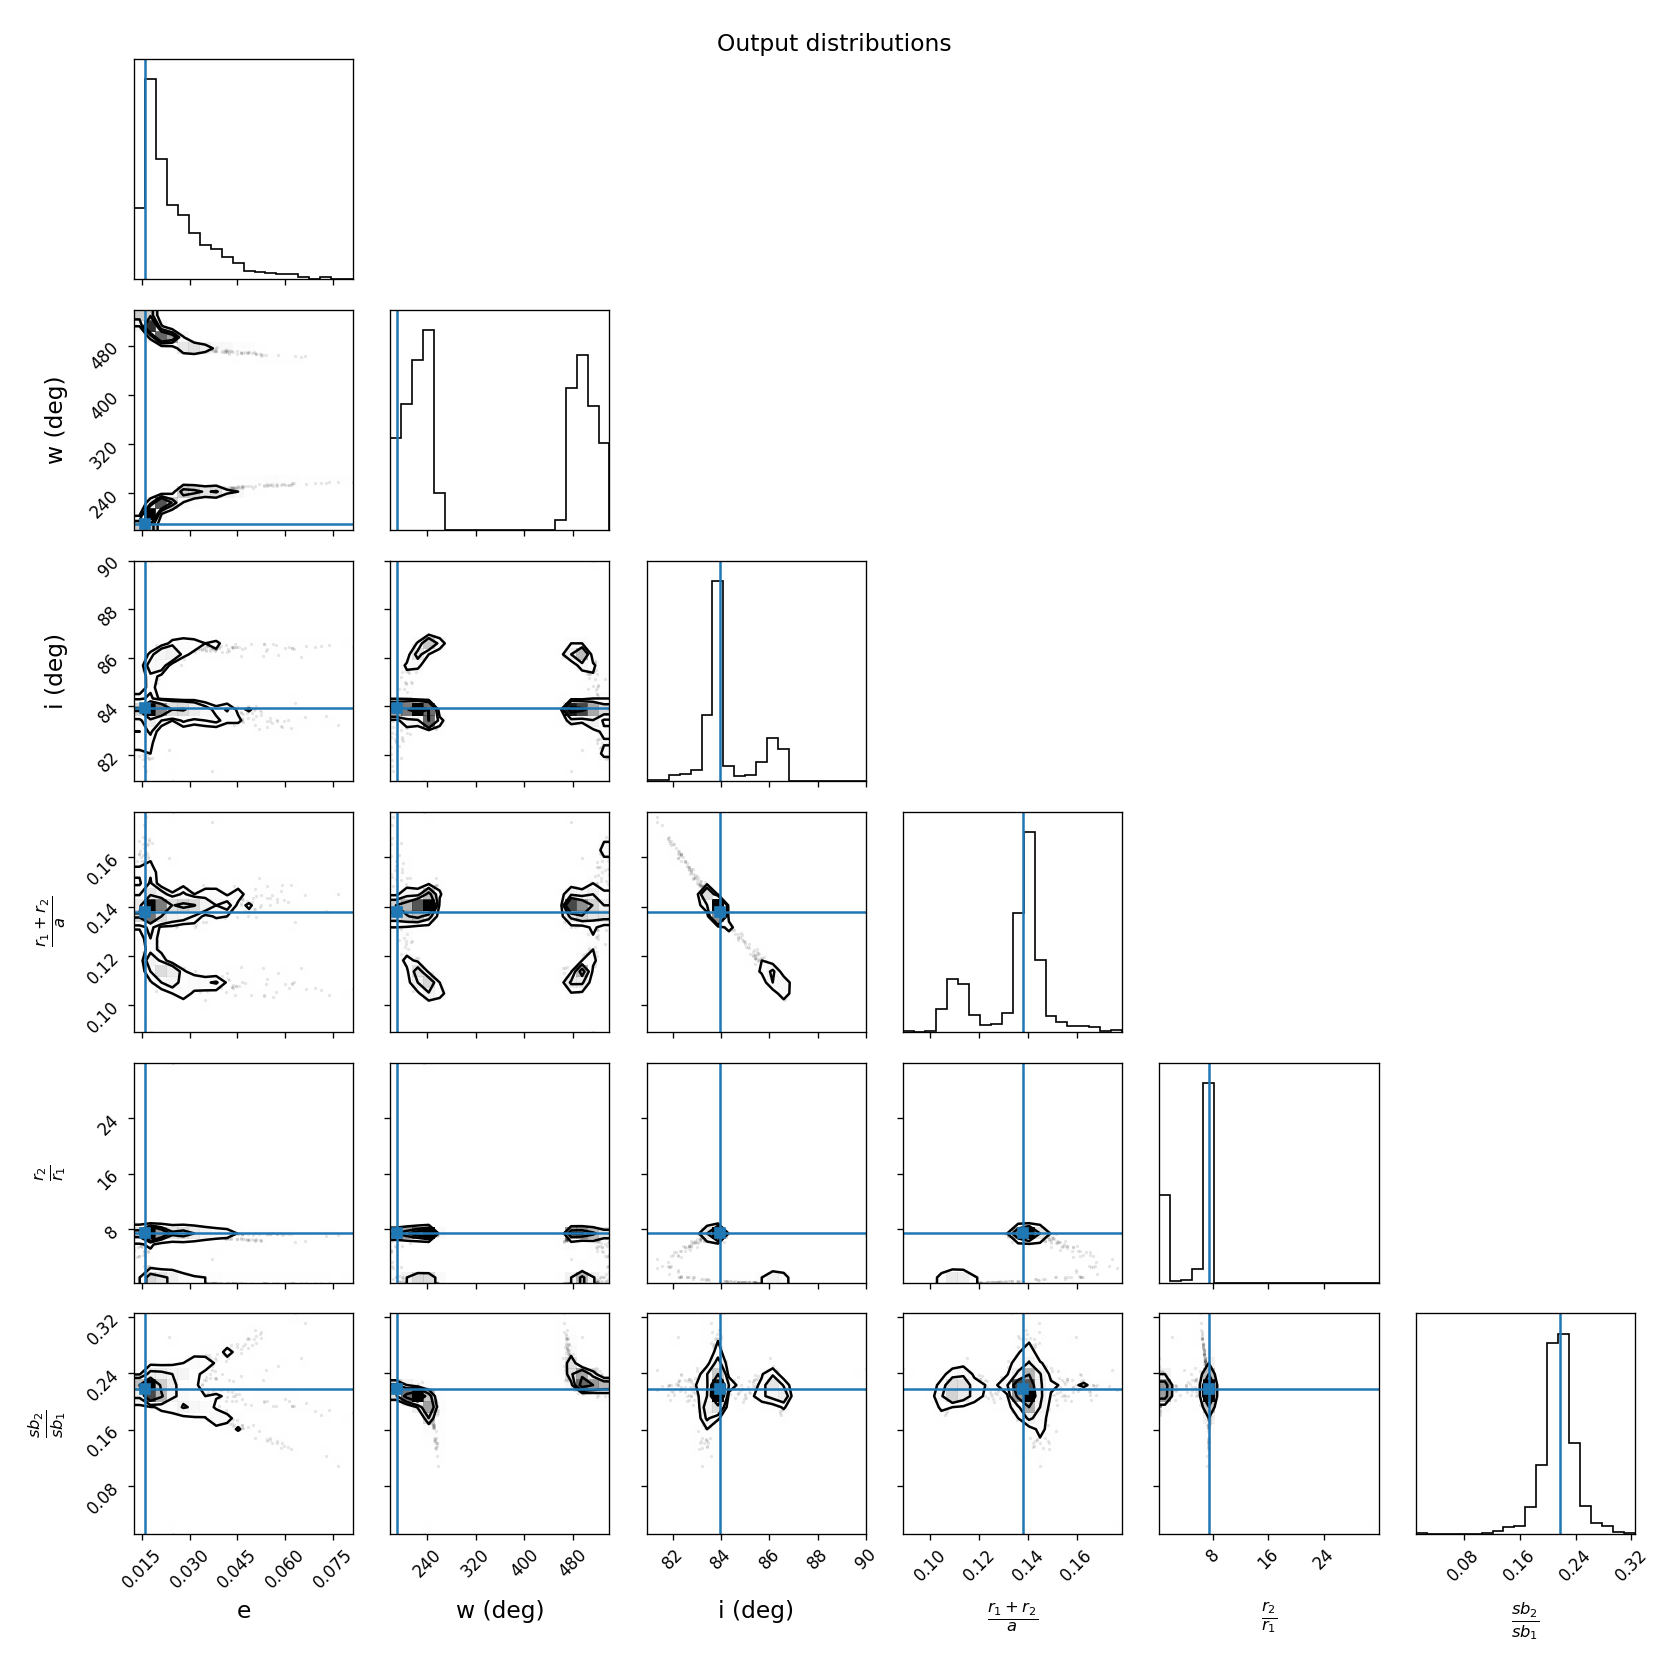 Output distributions
w (deg)
480
400
320
240
i (deg)
90
88
86
84
82
r1 + r2
a
0.16
0.14
0.12
0.10
r2
r1
24
16
8
sb2
sb1
0.32
0.24
0.16
0.08
0.015 0.030 0.045 0.060 0.075 240 320 400 480 82 84 86 88 90 0.10 0.12 0.14 0.16 8 16 24 0.08 0.16 0.24 0.32
e w (deg) i (deg) r1 + r2 r2 sb2
a r1 sb1